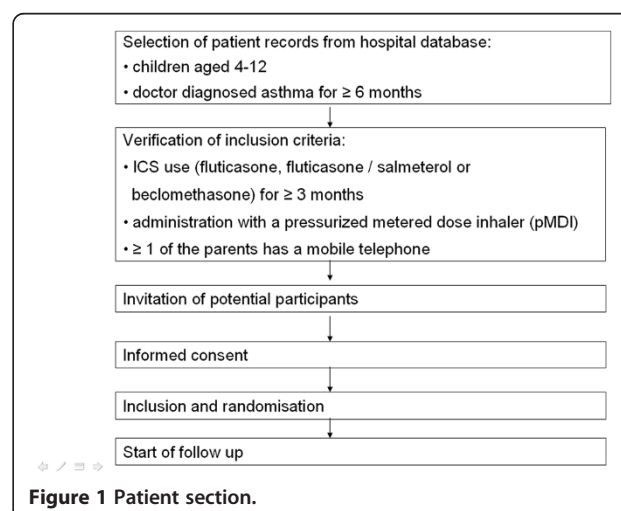 Selection of patient records from hospital database:
• children aged 4-12
• doctor diagnosed asthma for ≥ 6 months
Verification of inclusion criteria:
• ICS use (fluticasone, fluticasone / salmeterol or
beclomethasone) for ≥ 3 months
• administration with a pressurized metered dose inhaler (pMDI)
• ≥ 1 of the parents has a mobile telephone
Invitation of potential participants
Informed consent
Inclusion and randomisation
Start of follow up
Figure 1 Patient section.